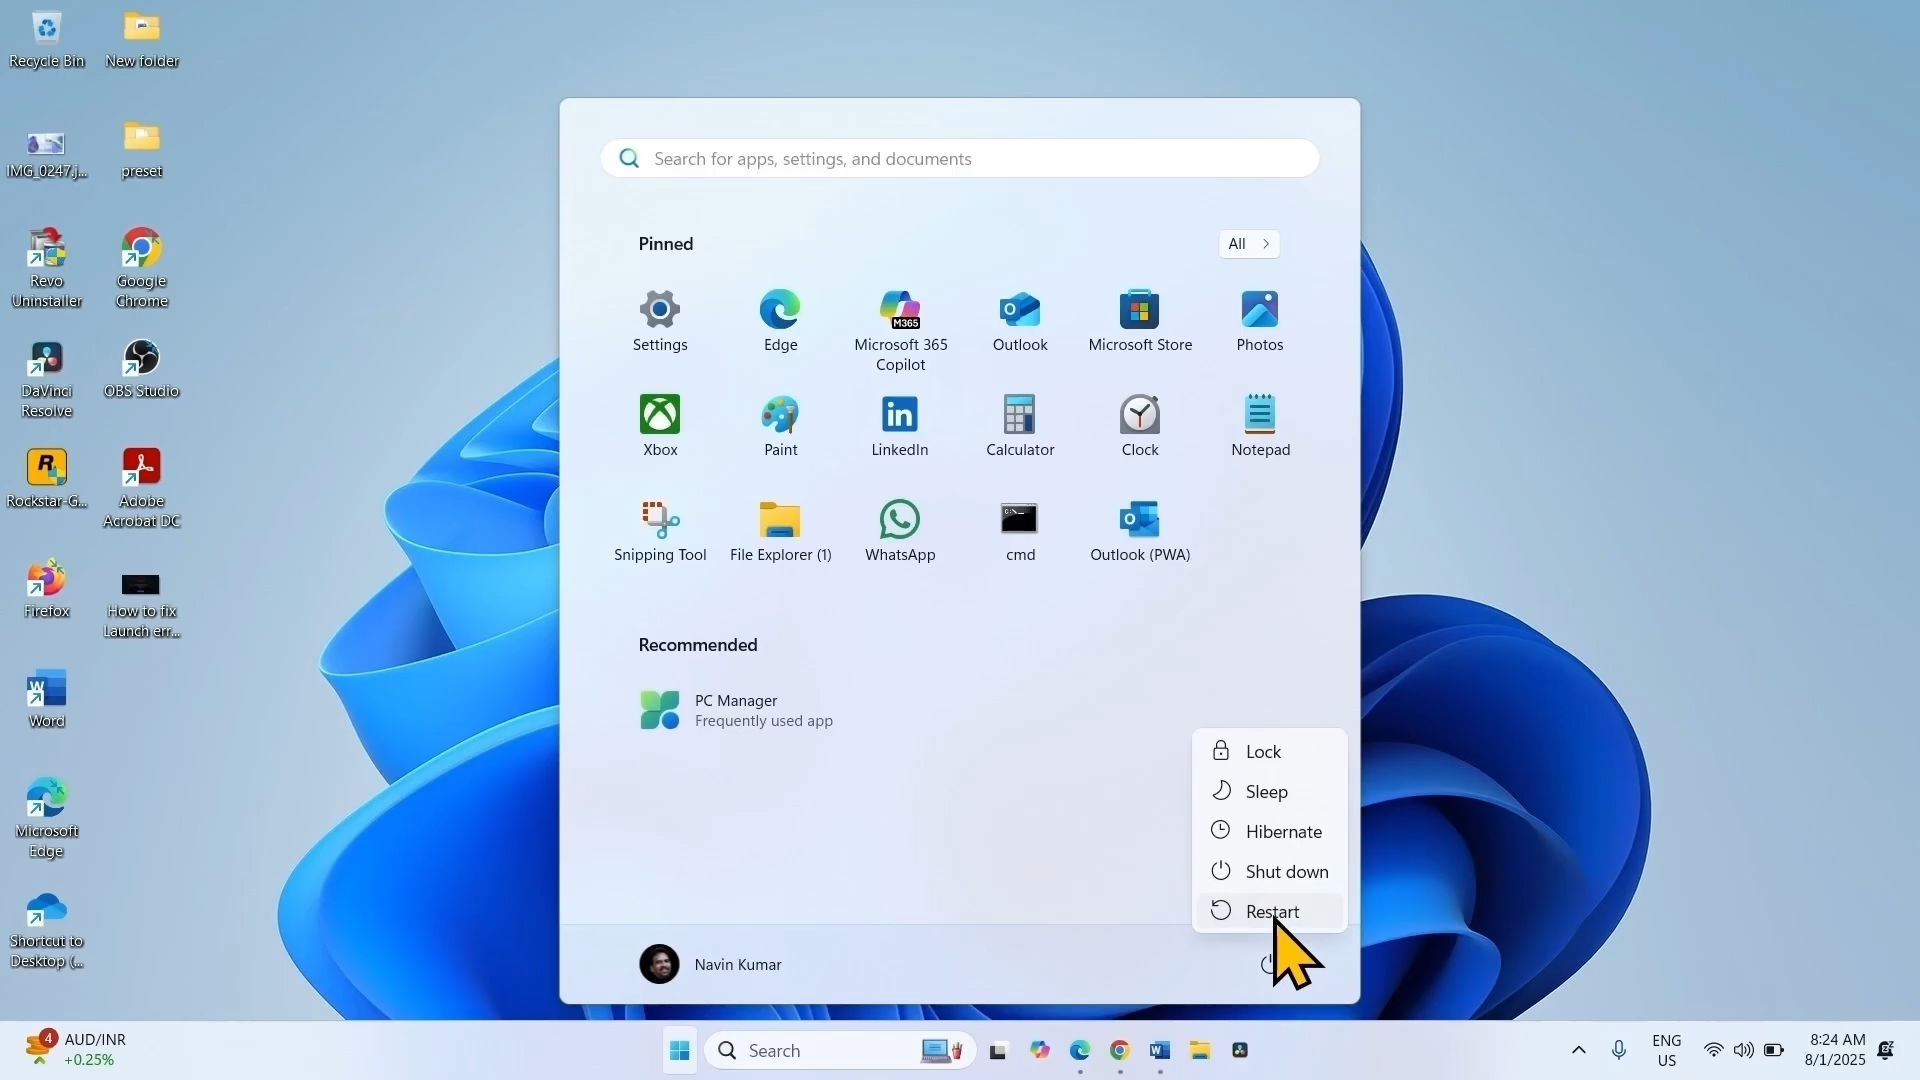 Recycle Bin
New folder
IMG_0247.j...
preset
Revo
Uninstaller
Google
Chrome
DaVinci
Resolve
OBS Studio
Rockstar-G...
Adobe
Acrobat DC
Firefox
How to fix
Launch err...
Word
Microsoft
Edge
Shortcut to
Desktop (...
Search for apps, settings, and documents
Pinned
All
Settings
Edge
M365
Microsoft 365
Copilot
Outlook
Microsoft Store
Photos
Xbox
Paint
LinkedIn
Calculator
Clock
Notepad
Snipping Tool
File Explorer (1)
WhatsApp
cmd
Outlook (PWA)
Recommended
PC Manager
Frequently used app
Lock
Sleep
Hibernate
Shut down
Restart
Navin Kumar
4
AUD/INR
+0.25%
Search
ENG
US
8:24 AM
8/1/2025